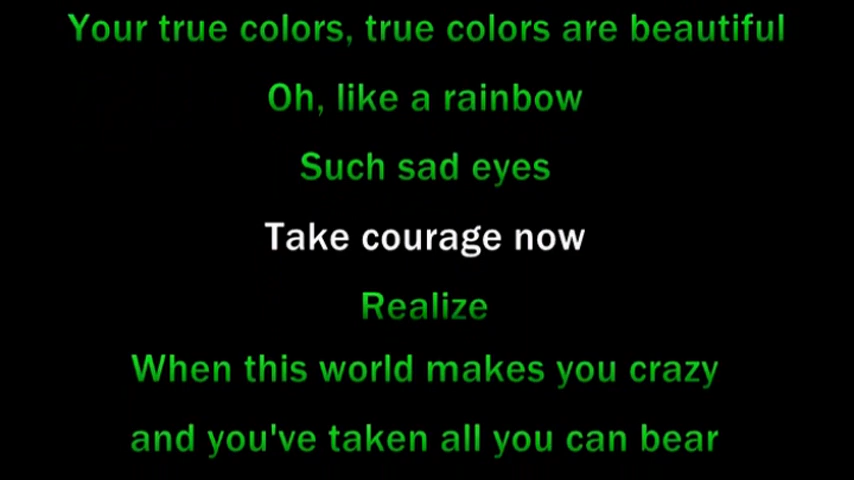 Your true colors, true colors are beautiful
Oh, like a rainbow
Such sad eyes
Take courage now
Realize
When this world makes you crazy
and you've taken all you can bear